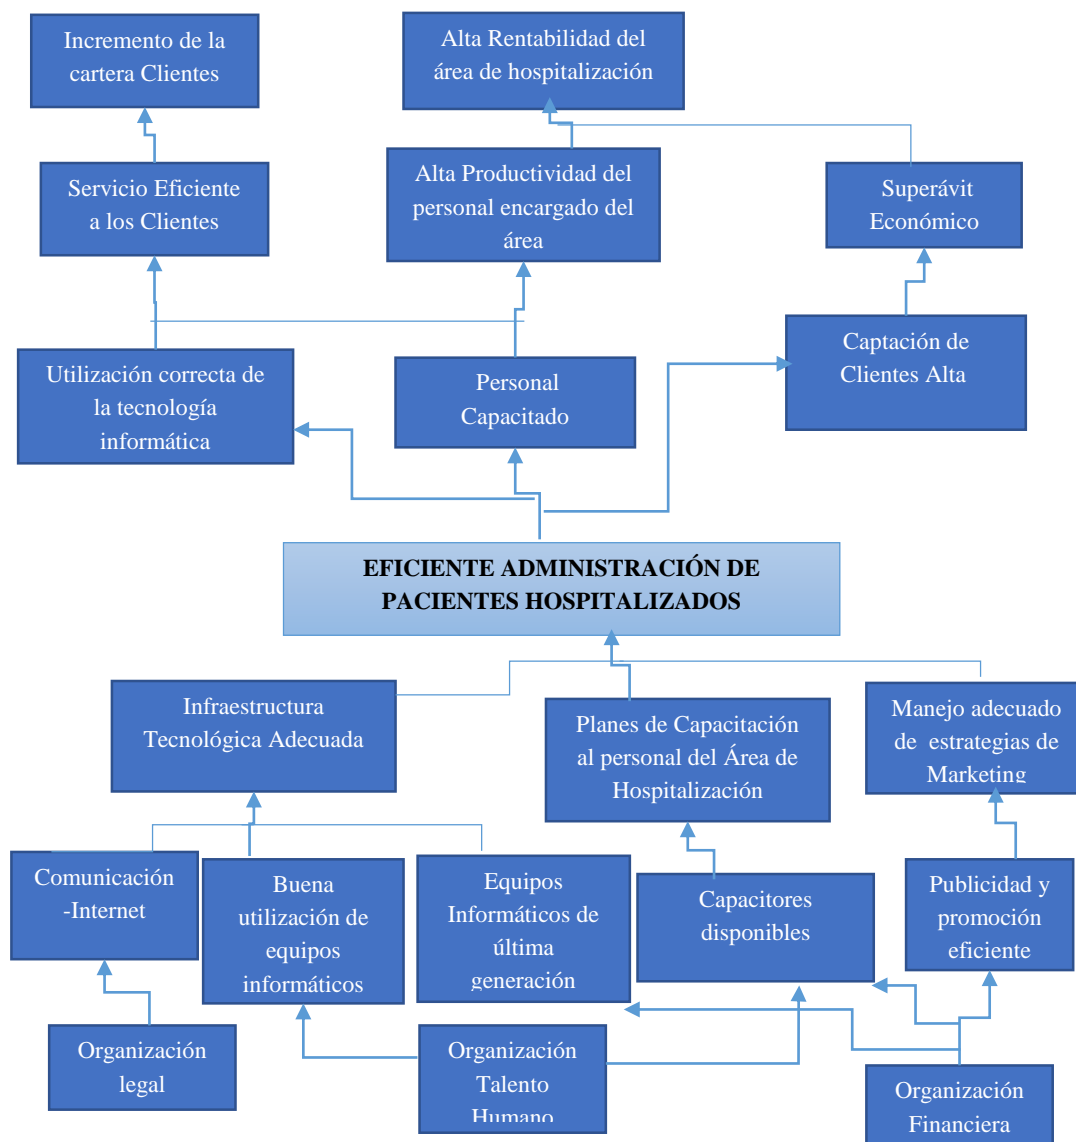 Incremento de la
cartera Clientes
Alta Rentabilidad del
área de hospitalización
Servicio Eficiente
a los Clientes
Alta Productividad del
personal encargado del
área
Superávit
Económico
Utilización correcta de
la tecnología
informática
Personal
Capacitado
Captación de
Clientes Alta
EFICIENTE ADMINISTRACIÓN DE
PACIENTES HOSPITALIZADOS
Infraestructura
Tecnológica Adecuada
Planes de Capacitación
al personal del Área de
Hospitalización
Manejo adecuado
de estrategias de
Marketing
Comunicación
-Internet
Buena
utilización de
equipos
informáticos
Equipos
Informáticos de
última
generación
Capacitores
disponibles
Publicidad y
promoción
eficiente
Organización
legal
Organización
Talento
Humano
Organización
Financiera